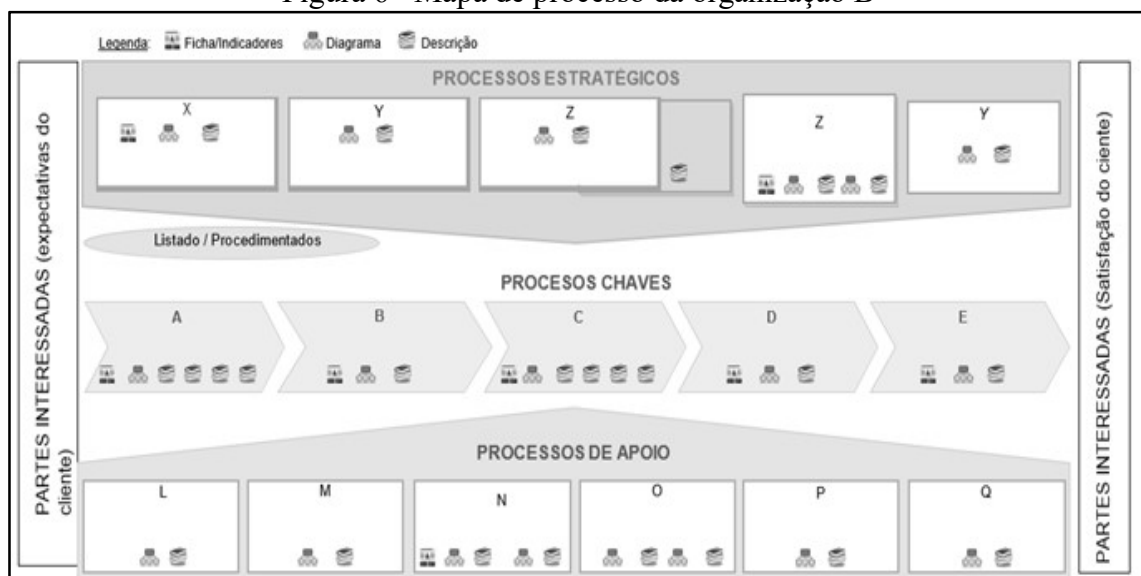 Figura 6 - Mapa de processo da organização B
Legenda: Ficha/Indicadores Diagrama Descrição
PARTES INTERESSADAS (expectativas do cliente)
PROCESSOS ESTRATÉGICOS
X
Y
Z
Z
Y
Listado / Procedimentados
PROCESOS CHAVES
A
B
C
D
E
PROCESSOS DE APOIO
L
M
N
O
P
Q
PARTES INTERESSADAS (Satisfação do ciente)